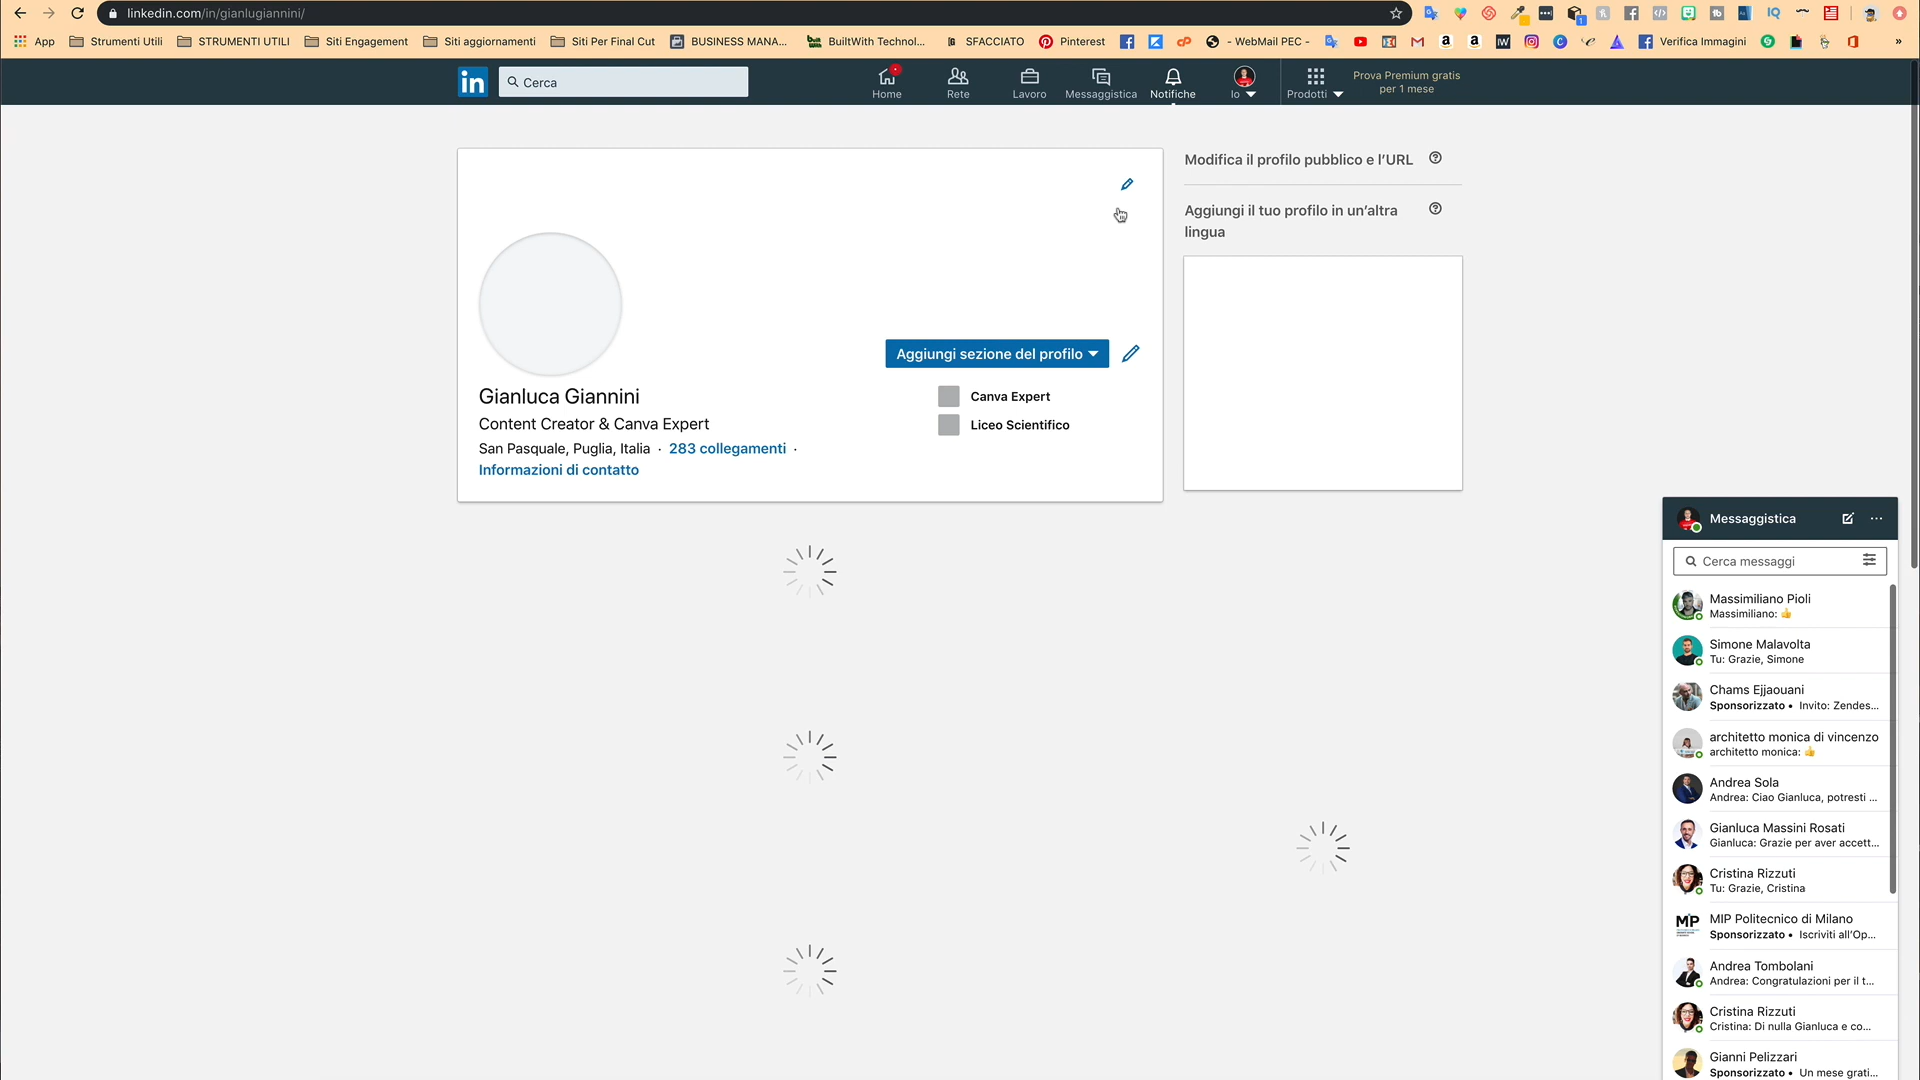 linkedin.com/in/gianlugiannini/
App
Strumenti Utili
STRUMENTI UTILI
Siti Engagement
Siti aggiornamenti
Siti Per Final Cut
BUSINESS MANA...
BuiltWith Technol...
SFACCIATO
Pinterest
- WebMail PEC -
Verifica Immagini
»
in
Cerca
Home
Rete
Lavoro
Messaggistica
Notifiche
Io
Prodotti
Prova Premium gratis
per 1 mese
Modifica il profilo pubblico e l'URL
Aggiungi il tuo profilo in un'altra
lingua
Aggiungi sezione del profilo
Gianluca Giannini
Content Creator & Canva Expert
San Pasquale, Puglia, Italia · 283 collegamenti ·
Informazioni di contatto
Canva Expert
Liceo Scientifico
Messaggistica
Cerca messaggi
Massimiliano Pioli
Massimiliano: 👍
Simone Malavolta
Tu: Grazie, Simone
Chams Ejjaouani
Sponsorizzato • Invito: Zendes...
architetto monica di vincenzo
architetto monica: 👍
Andrea Sola
Andrea: Ciao Gianluca, potresti ...
Gianluca Massini Rosati
Gianluca: Grazie per aver accett...
Cristina Rizzuti
Tu: Grazie, Cristina
MIP
MIP Politecnico di Milano
Sponsorizzato • Iscriviti all'Op...
Andrea Tombolani
Andrea: Congratulazioni per il t...
Cristina Rizzuti
Cristina: Di nulla Gianluca e co...
Gianni Pelizzari
Sponsorizzato • Un mese grati...